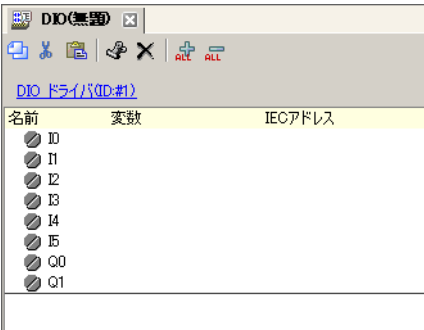 DIO(無題)
ALL ALL
DIO ドライバ(ID:#1)
名前 変数 IECアドレス
I0
I1
I2
I3
I4
I5
Q0
Q1